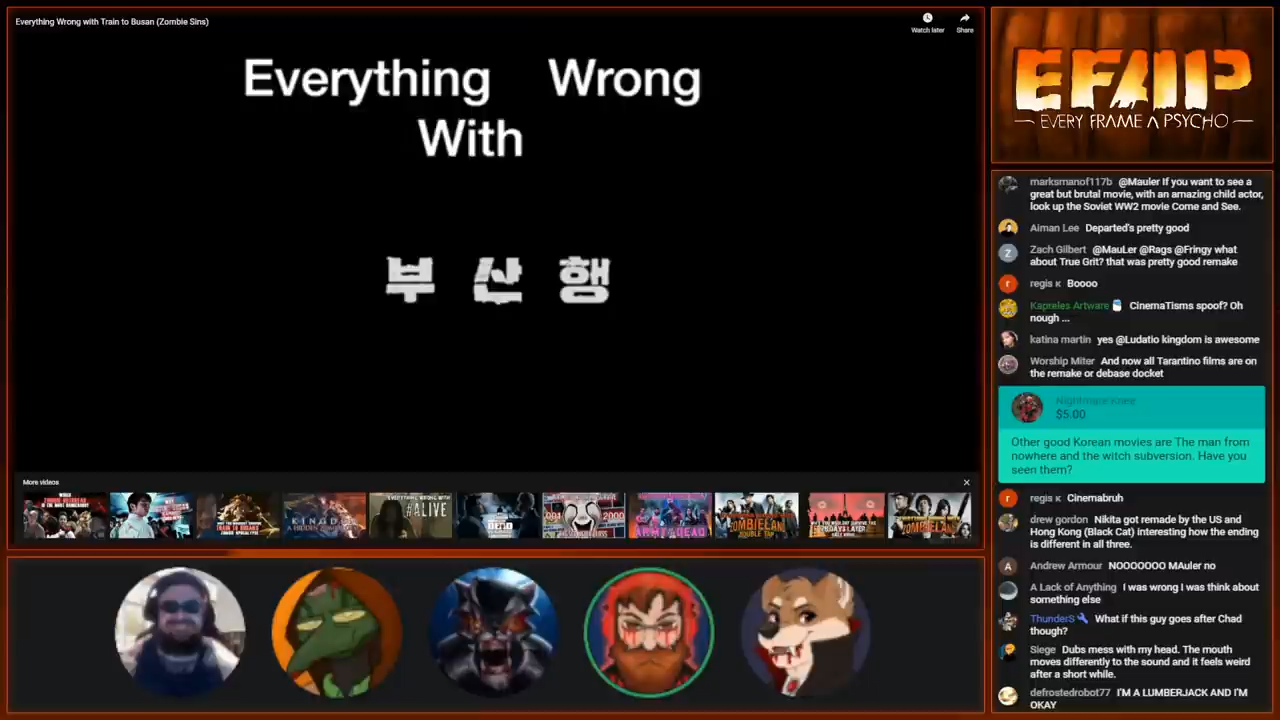 Everything Wrong with Train to Busan (Zombie Sins)
Watch later
Share
Everything Wrong
With
부산행
More videos
EVERYTHING WRONG WITH
#ALIVE
EFAP
EVERY FRAME A PSYCHO
marksmanof117b @Mauler If you want to see a
great but brutal movie, with an amazing child actor,
look up the Soviet WW2 movie Come and See.
Aiman Lee Departed's pretty good
Zach Gilbert @MauLer @Rags @Fringy what
about True Grit? that was pretty good remake
regis ĸ Boooo
Kapreles Artware CinemaTisms spoof? Oh
nough ...
katina martin yes @Ludatio kingdom is awesome
Worship Miter And now all Tarantino films are on
the remake or debase docket
Nightmare Knee
$5.00
Other good Korean movies are The man from
nowhere and the witch subversion. Have you
seen them?
regis ĸ Cinemabruh
drew gordon Nikita got remade by the US and
Hong Kong (Black Cat) interesting how the ending
is different in all three.
Andrew Armour NOOOOOOO MAuler no
A Lack of Anything I was wrong I was think about
something else
ThunderS What if this guy goes after Chad
though?
Siege Dubs mess with my head. The mouth
moves differently to the sound and it feels weird
after a short while.
defrostedrobot77 I'M A LUMBERJACK AND I'M
OKAY